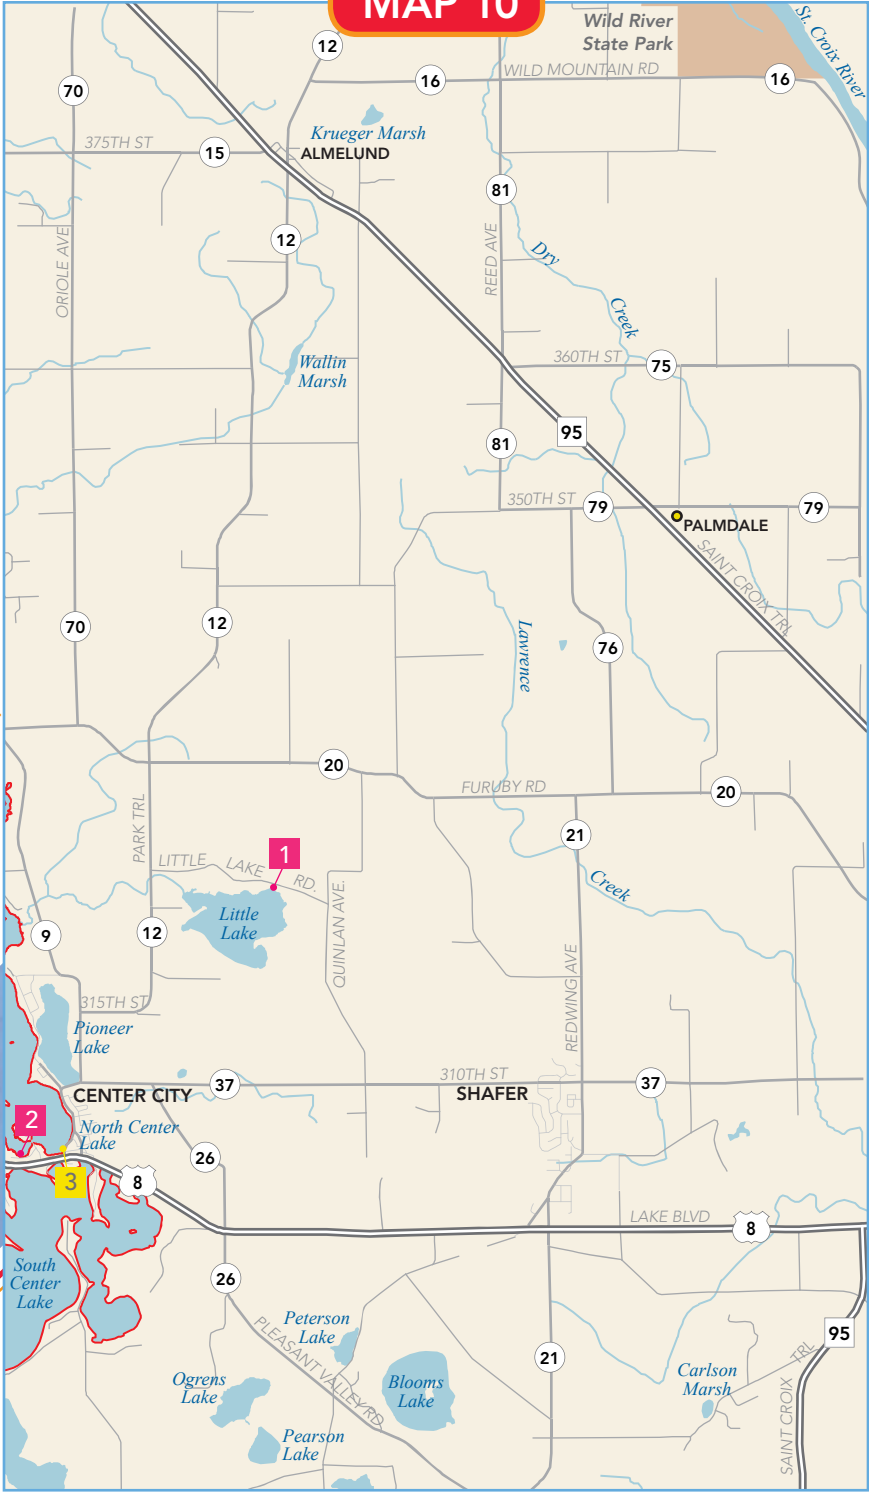 MAP 10
Wild River
State Park
St. Croix River
12
16
WILD MOUNTAIN RD
16
70
Krueger Marsh
375TH ST
15
ALMELUND
81
12
ORIOLE AVE
REED AVE
Dry
Creek
Wallin
Marsh
360TH ST
75
95
81
350TH ST
79
79
PALMDALE
SAINT CROIX TRL
70
12
Lawrence
76
20
FURUBY RD
20
PARK TRL
21
LITTLE LAKE RD.
1
Creek
QUINLAN AVE.
Little
Lake
9
12
REDWING AVE
315TH ST
Pioneer
Lake
310TH ST
37
37
CENTER CITY
SHAFER
2
North Center
Lake
26
3
8
LAKE BLVD
8
South
Center
Lake
26
Peterson
Lake
PLEASANT VALLEY RD
95
21
TRL
Ogrens
Lake
Blooms
Lake
Carlson
Marsh
SAINT CROIX
Pearson
Lake